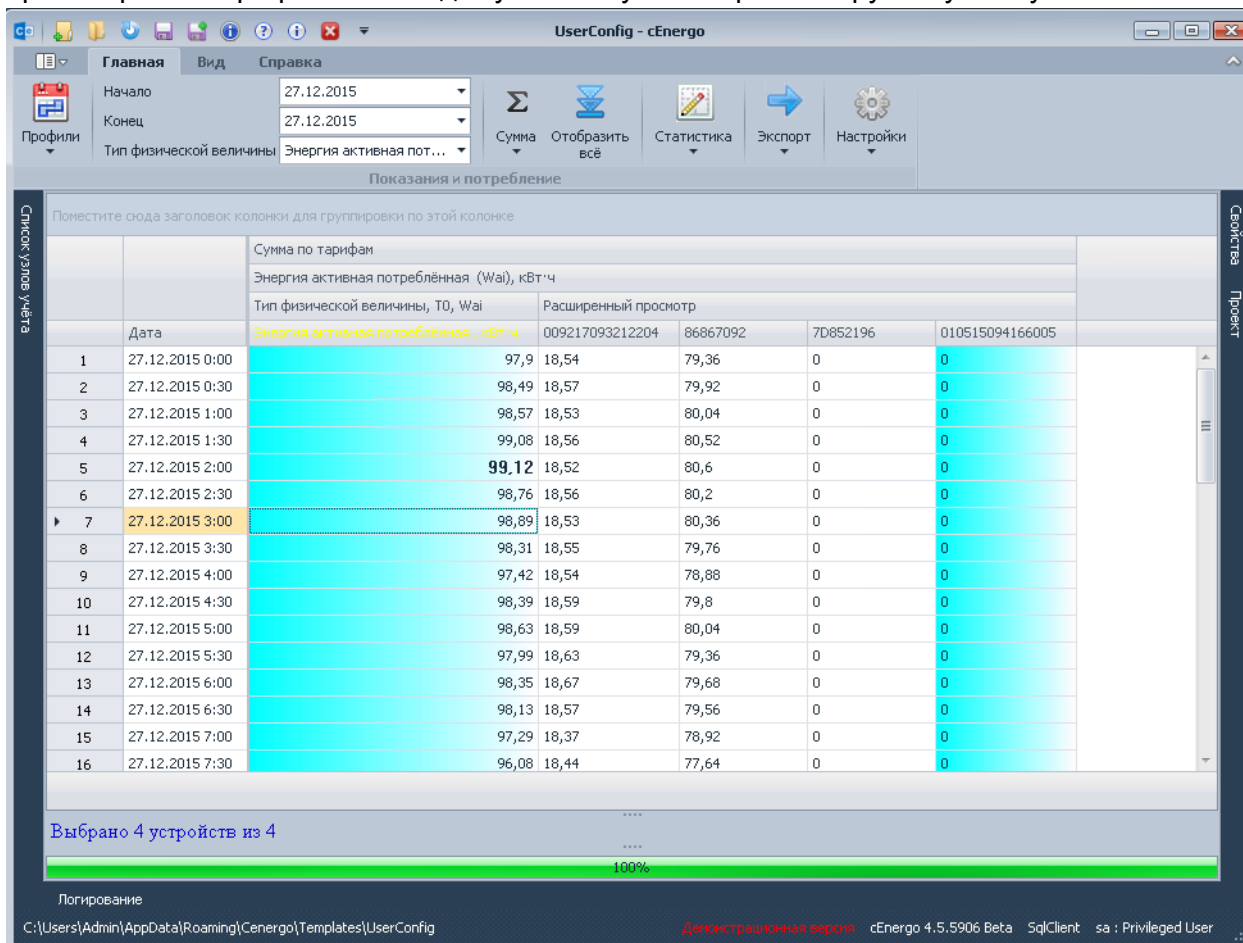 UserConfig - cEnergo
Главная Вид Справка
Профили
Начало 27.12.2015
Конец 27.12.2015
Тип физической величины Энергия активная пот...
Сумма Отобразить всё Статистика Экспорт Настройки
Показания и потребление
Список узлов учёта
Свойства
Проект
Поместите сюда заголовок колонки для группировки по этой колонке
Сумма по тарифам
Энергия активная потреблённая (Wai), кВт·ч
Тип физической величины, T0, Wai Расширенный просмотр
Дата Энергия активная потреблённая , кВт·ч 009217093212204 86867092 7D852196 010515094166005
1 27.12.2015 0:00 97,9 18,54 79,36 0 0
2 27.12.2015 0:30 98,49 18,57 79,92 0 0
3 27.12.2015 1:00 98,57 18,53 80,04 0 0
4 27.12.2015 1:30 99,08 18,56 80,52 0 0
5 27.12.2015 2:00 99,12 18,52 80,6 0 0
6 27.12.2015 2:30 98,76 18,56 80,2 0 0
7 27.12.2015 3:00 98,89 18,53 80,36 0 0
8 27.12.2015 3:30 98,31 18,55 79,76 0 0
9 27.12.2015 4:00 97,42 18,54 78,88 0 0
10 27.12.2015 4:30 98,39 18,59 79,8 0 0
11 27.12.2015 5:00 98,63 18,59 80,04 0 0
12 27.12.2015 5:30 97,99 18,63 79,36 0 0
13 27.12.2015 6:00 98,35 18,67 79,68 0 0
14 27.12.2015 6:30 98,13 18,57 79,56 0 0
15 27.12.2015 7:00 97,29 18,37 78,92 0 0
16 27.12.2015 7:30 96,08 18,44 77,64 0 0
Выбрано 4 устройств из 4
100%
Логирование
C:\Users\Admin\AppData\Roaming\Cenergo\Templates\UserConfig Демонстрационная версия cEnergo 4.5.5906 Beta SqlClient sa : Privileged User